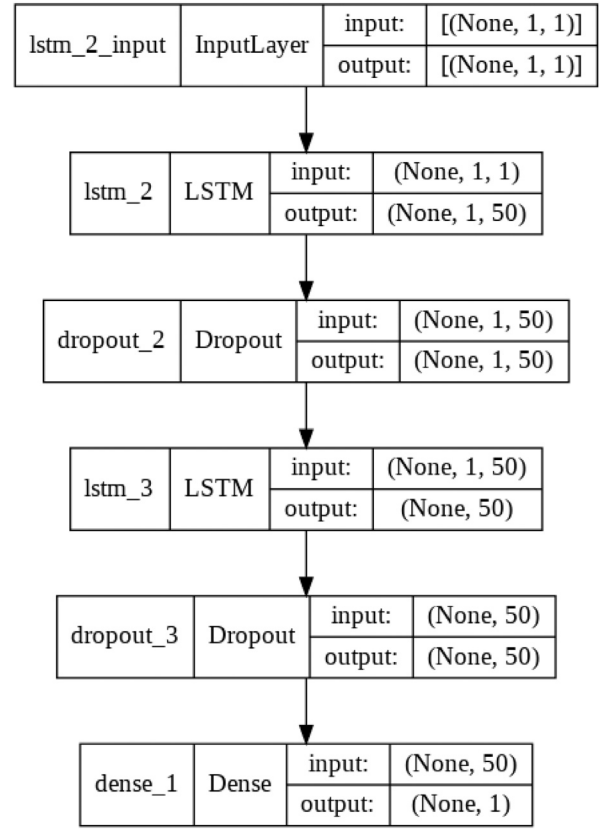 lstm_2_input InputLayer input: [(None, 1, 1)]
output: [(None, 1, 1)]
lstm_2 LSTM input: (None, 1, 1)
output: (None, 1, 50)
dropout_2 Dropout input: (None, 1, 50)
output: (None, 1, 50)
lstm_3 LSTM input: (None, 1, 50)
output: (None, 50)
dropout_3 Dropout input: (None, 50)
output: (None, 50)
dense_1 Dense input: (None, 50)
output: (None, 1)